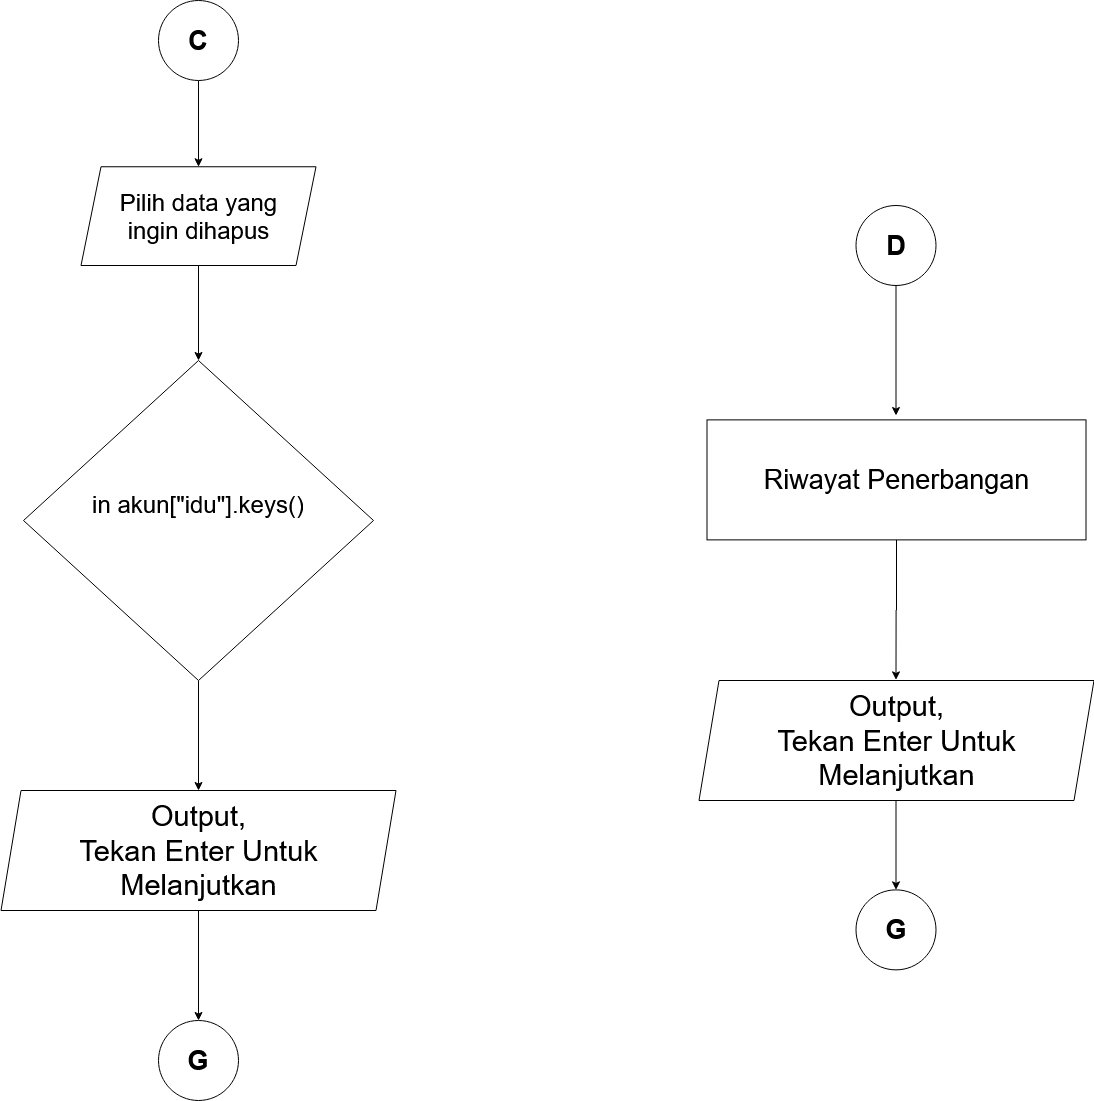 C
Pilih data yang
ingin dihapus
in akun["idu"].keys()
Output,
Tekan Enter Untuk
Melanjutkan
G
D
Riwayat Penerbangan
Output,
Tekan Enter Untuk
Melanjutkan
G